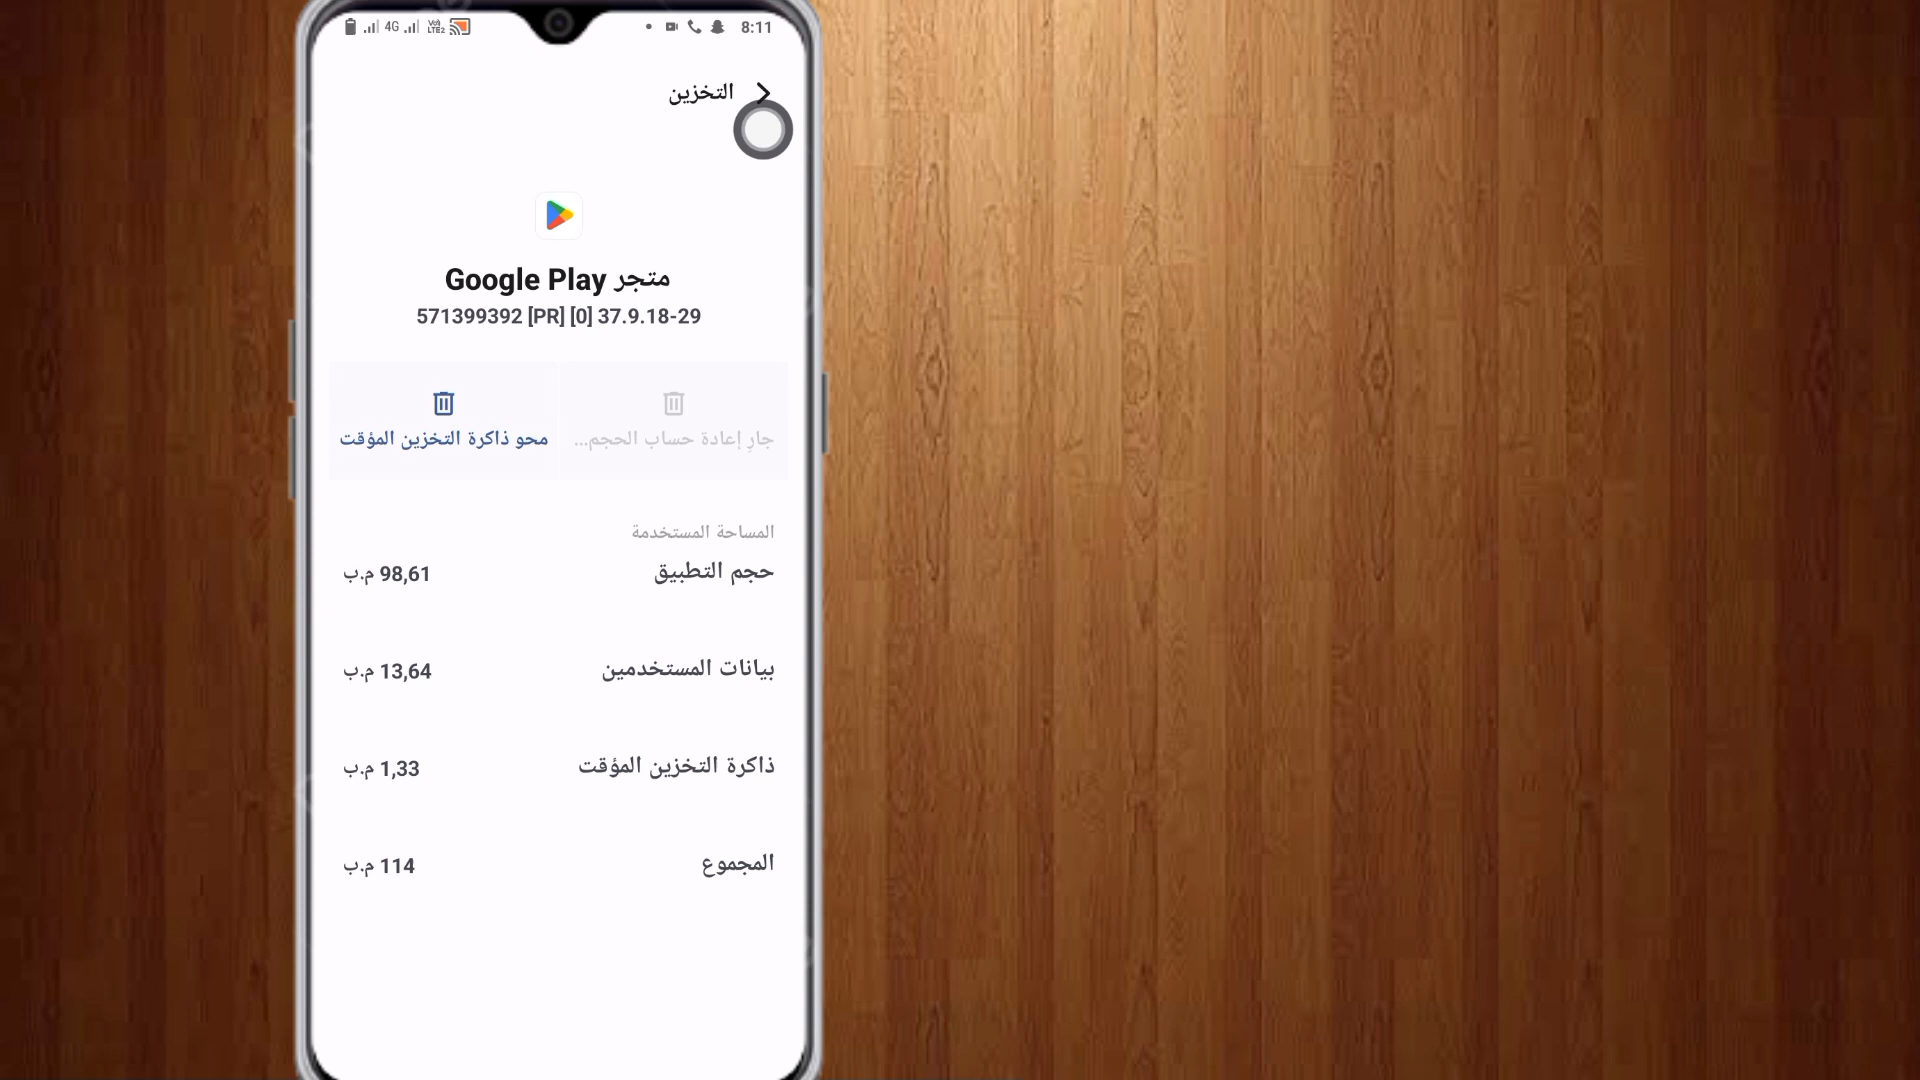 4G VoI) LTE2 8:11
التخزين
متجر Google Play
571399392 [PR] [0] 37.9.18-29
جارِ إعادة حساب الحجم...
محو ذاكرة التخزين المؤقت
المساحة المستخدمة
حجم التطبيق 98,61 م.ب
بيانات المستخدمين 13,64 م.ب
ذاكرة التخزين المؤقت 1,33 م.ب
المجموع 114 م.ب